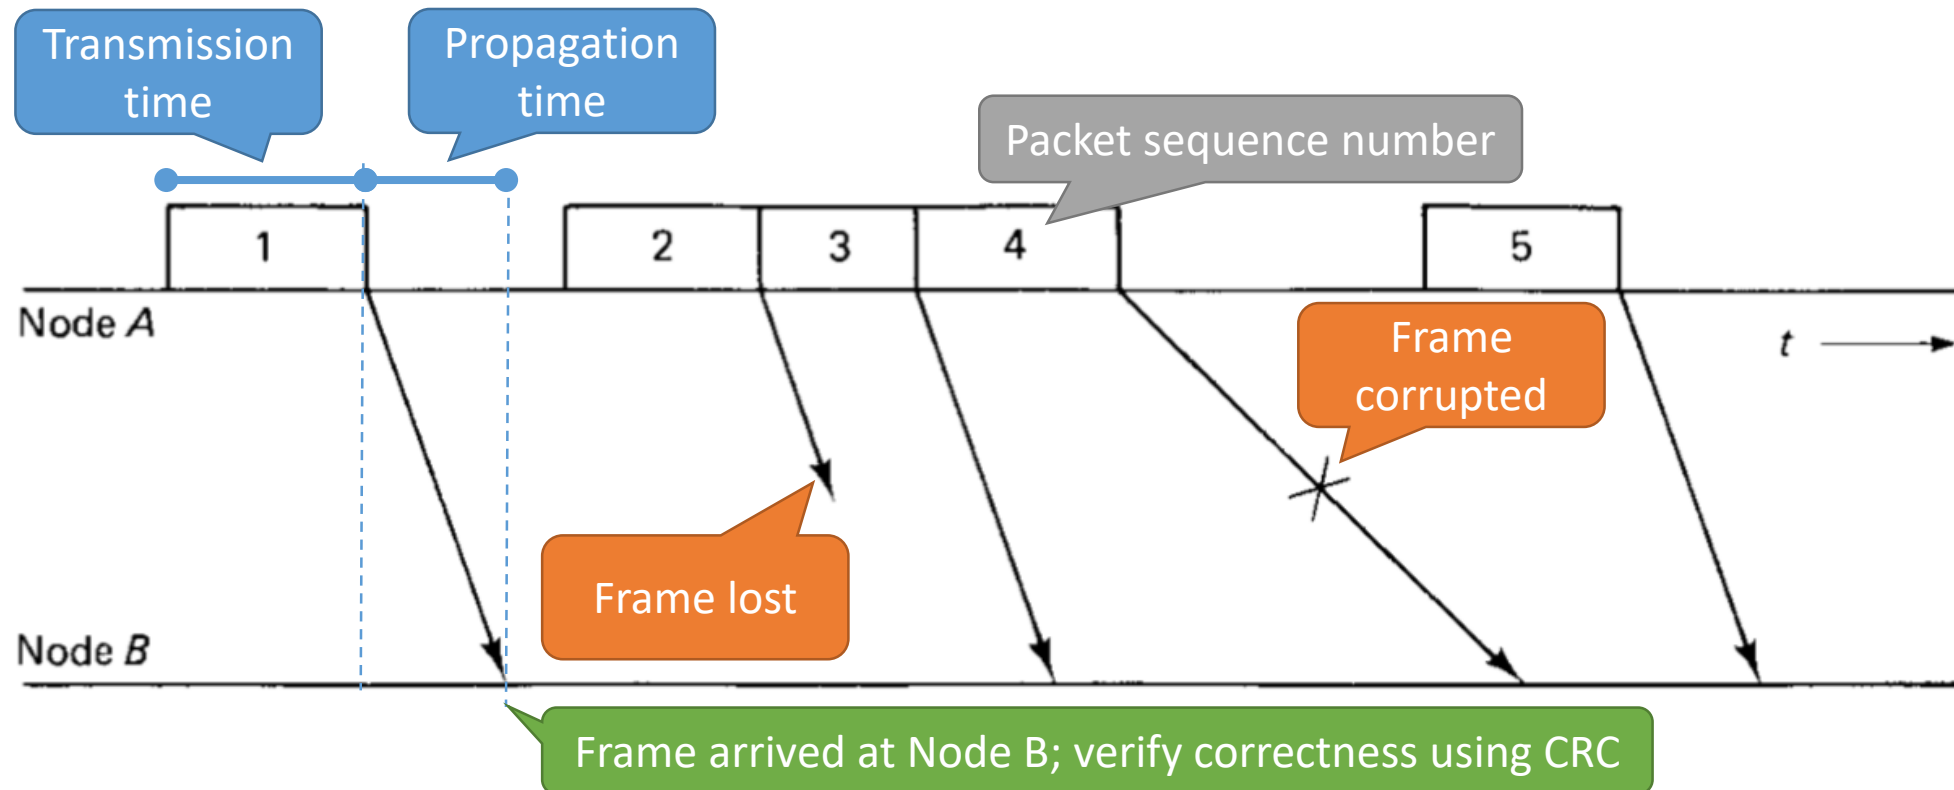 Transmission
time
Propagation
time
Packet sequence number
1
2
3
4
5
Node A
Frame
corrupted
t
Frame lost
Node B
Frame arrived at Node B; verify correctness using CRC